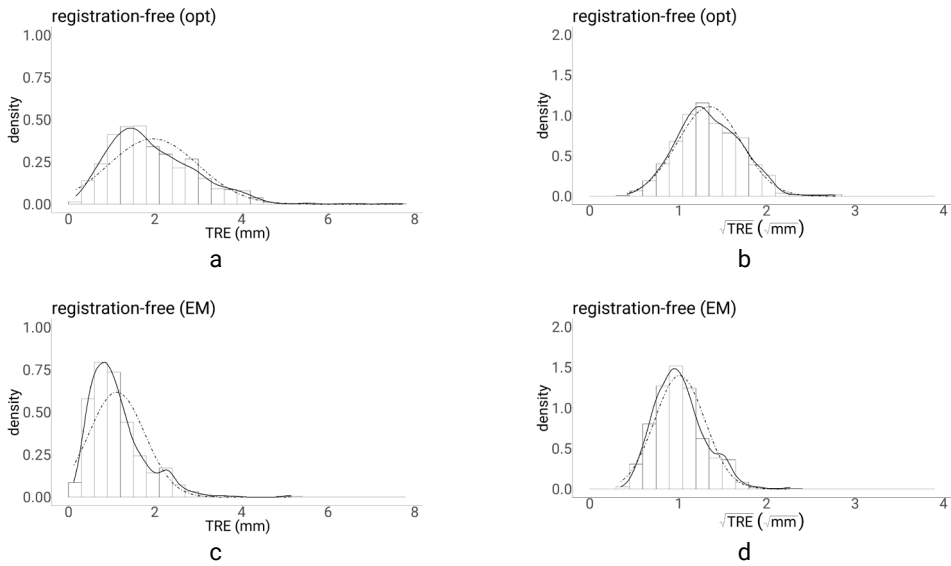 registration-free (opt)
1.00
0.75
0.50
0.25
0.00
density
0 2 4 6 8
TRE (mm)
a
registration-free (opt)
2.0
1.5
1.0
0.5
0.0
density
0 1 2 3 4
√TRE (√mm)
b
registration-free (EM)
1.00
0.75
0.50
0.25
0.00
density
0 2 4 6 8
TRE (mm)
c
registration-free (EM)
2.0
1.5
1.0
0.5
0.0
density
0 1 2 3 4
√TRE (√mm)
d